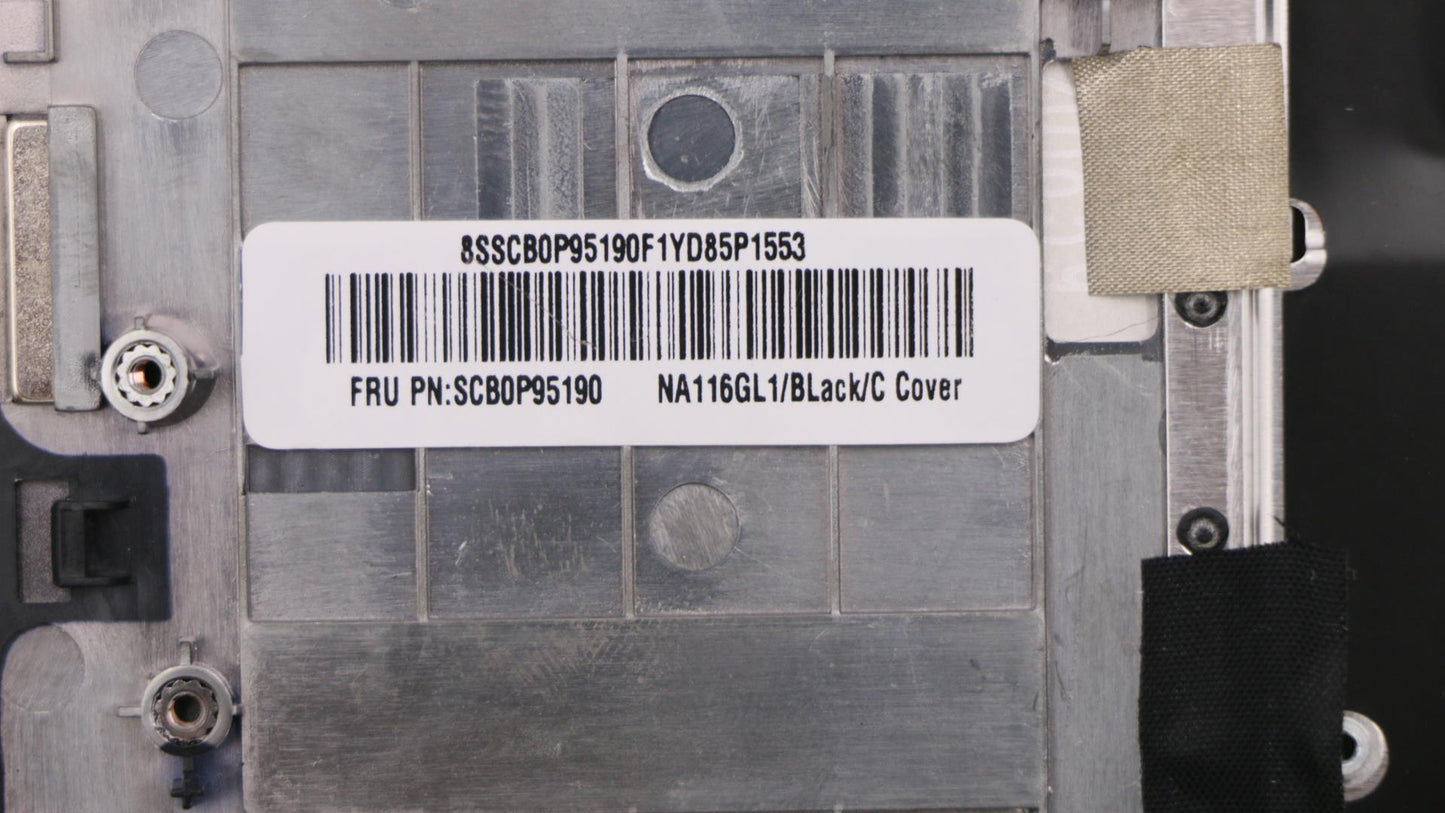 8SSCB0P95190F1YD85P1553
FRU PN:SCB0P95190 NA116GL1/BLack/C Cover